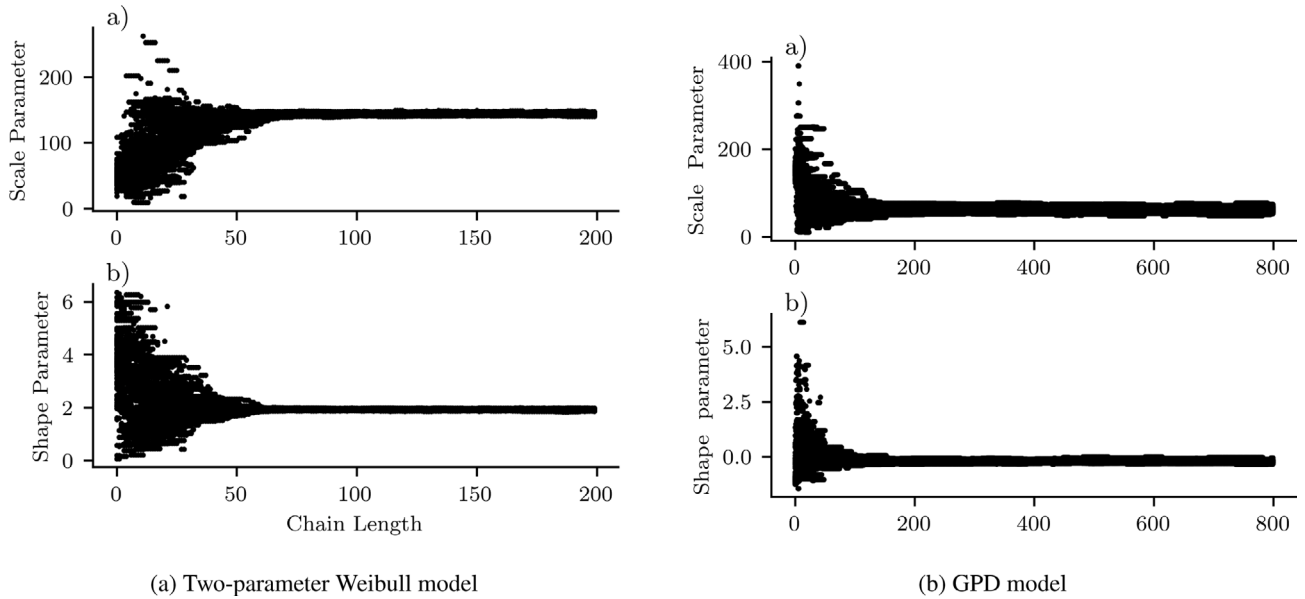 a)
Scale Parameter
200
100
0
0 50 100 150 200
b)
Shape Parameter
6
4
2
0
0 50 100 150 200
Chain Length
(a) Two-parameter Weibull model
a)
Scale Parameter
400
200
0
0 200 400 600 800
b)
Shape parameter
5.0
2.5
0.0
0 200 400 600 800
(b) GPD model